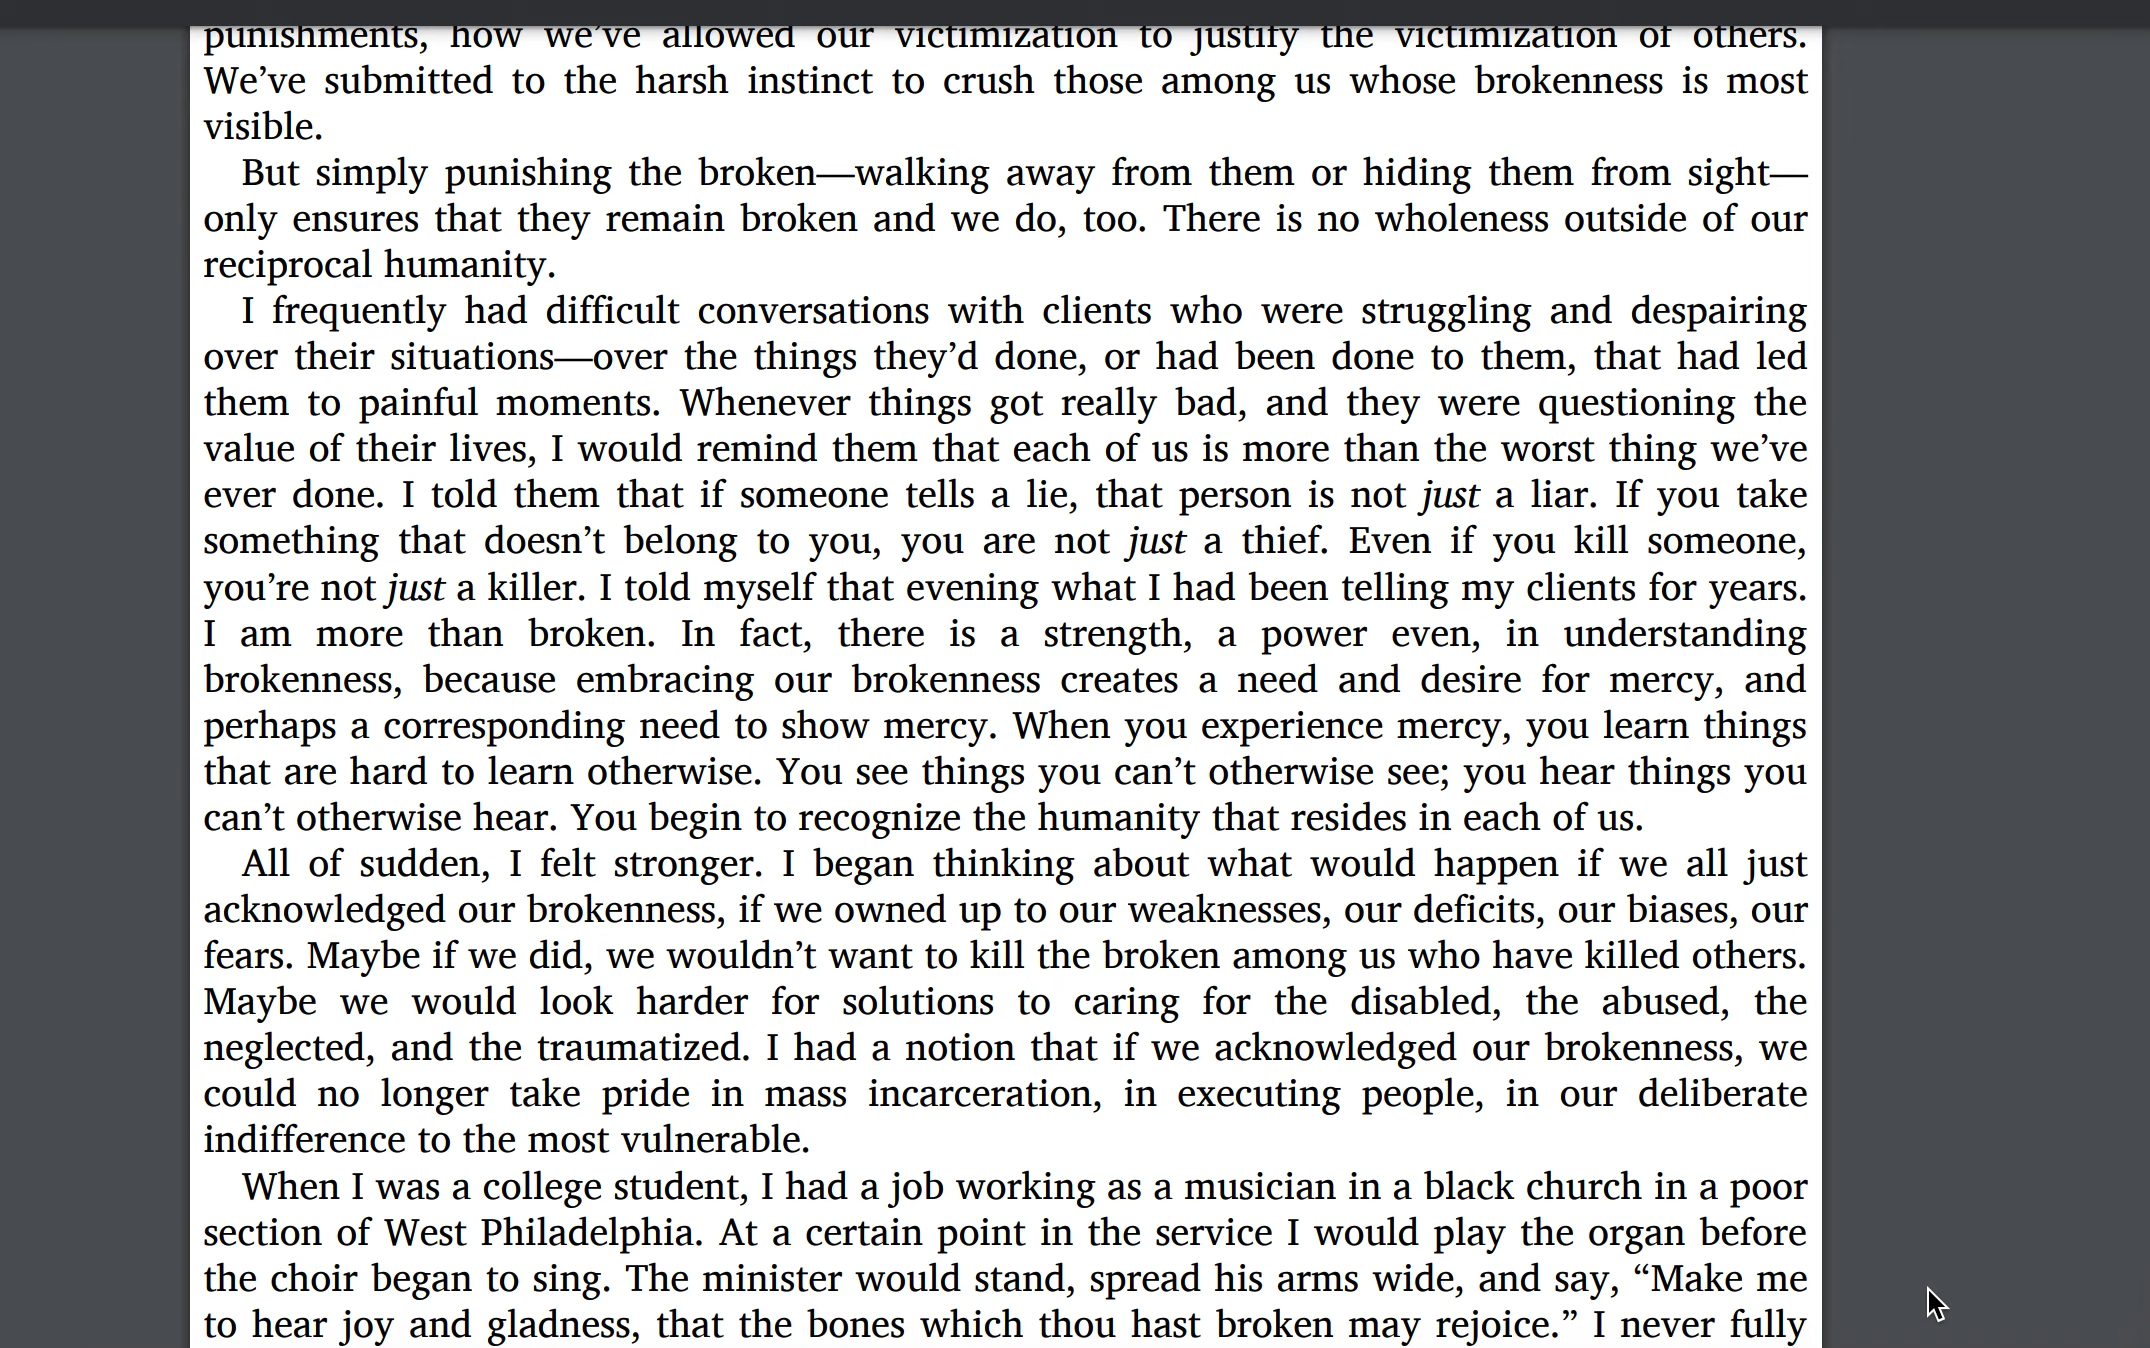 punishments, how we’ve allowed our victimization to justify the victimization of others.
We’ve submitted to the harsh instinct to crush those among us whose brokenness is most
visible.
But simply punishing the broken—walking away from them or hiding them from sight—
only ensures that they remain broken and we do, too. There is no wholeness outside of our
reciprocal humanity.
I frequently had difficult conversations with clients who were struggling and despairing
over their situations—over the things they’d done, or had been done to them, that had led
them to painful moments. Whenever things got really bad, and they were questioning the
value of their lives, I would remind them that each of us is more than the worst thing we’ve
ever done. I told them that if someone tells a lie, that person is not just a liar. If you take
something that doesn’t belong to you, you are not just a thief. Even if you kill someone,
you’re not just a killer. I told myself that evening what I had been telling my clients for years.
I am more than broken. In fact, there is a strength, a power even, in understanding
brokenness, because embracing our brokenness creates a need and desire for mercy, and
perhaps a corresponding need to show mercy. When you experience mercy, you learn things
that are hard to learn otherwise. You see things you can’t otherwise see; you hear things you
can’t otherwise hear. You begin to recognize the humanity that resides in each of us.
All of sudden, I felt stronger. I began thinking about what would happen if we all just
acknowledged our brokenness, if we owned up to our weaknesses, our deficits, our biases, our
fears. Maybe if we did, we wouldn’t want to kill the broken among us who have killed others.
Maybe we would look harder for solutions to caring for the disabled, the abused, the
neglected, and the traumatized. I had a notion that if we acknowledged our brokenness, we
could no longer take pride in mass incarceration, in executing people, in our deliberate
indifference to the most vulnerable.
When I was a college student, I had a job working as a musician in a black church in a poor
section of West Philadelphia. At a certain point in the service I would play the organ before
the choir began to sing. The minister would stand, spread his arms wide, and say, “Make me
to hear joy and gladness, that the bones which thou hast broken may rejoice.” I never fully